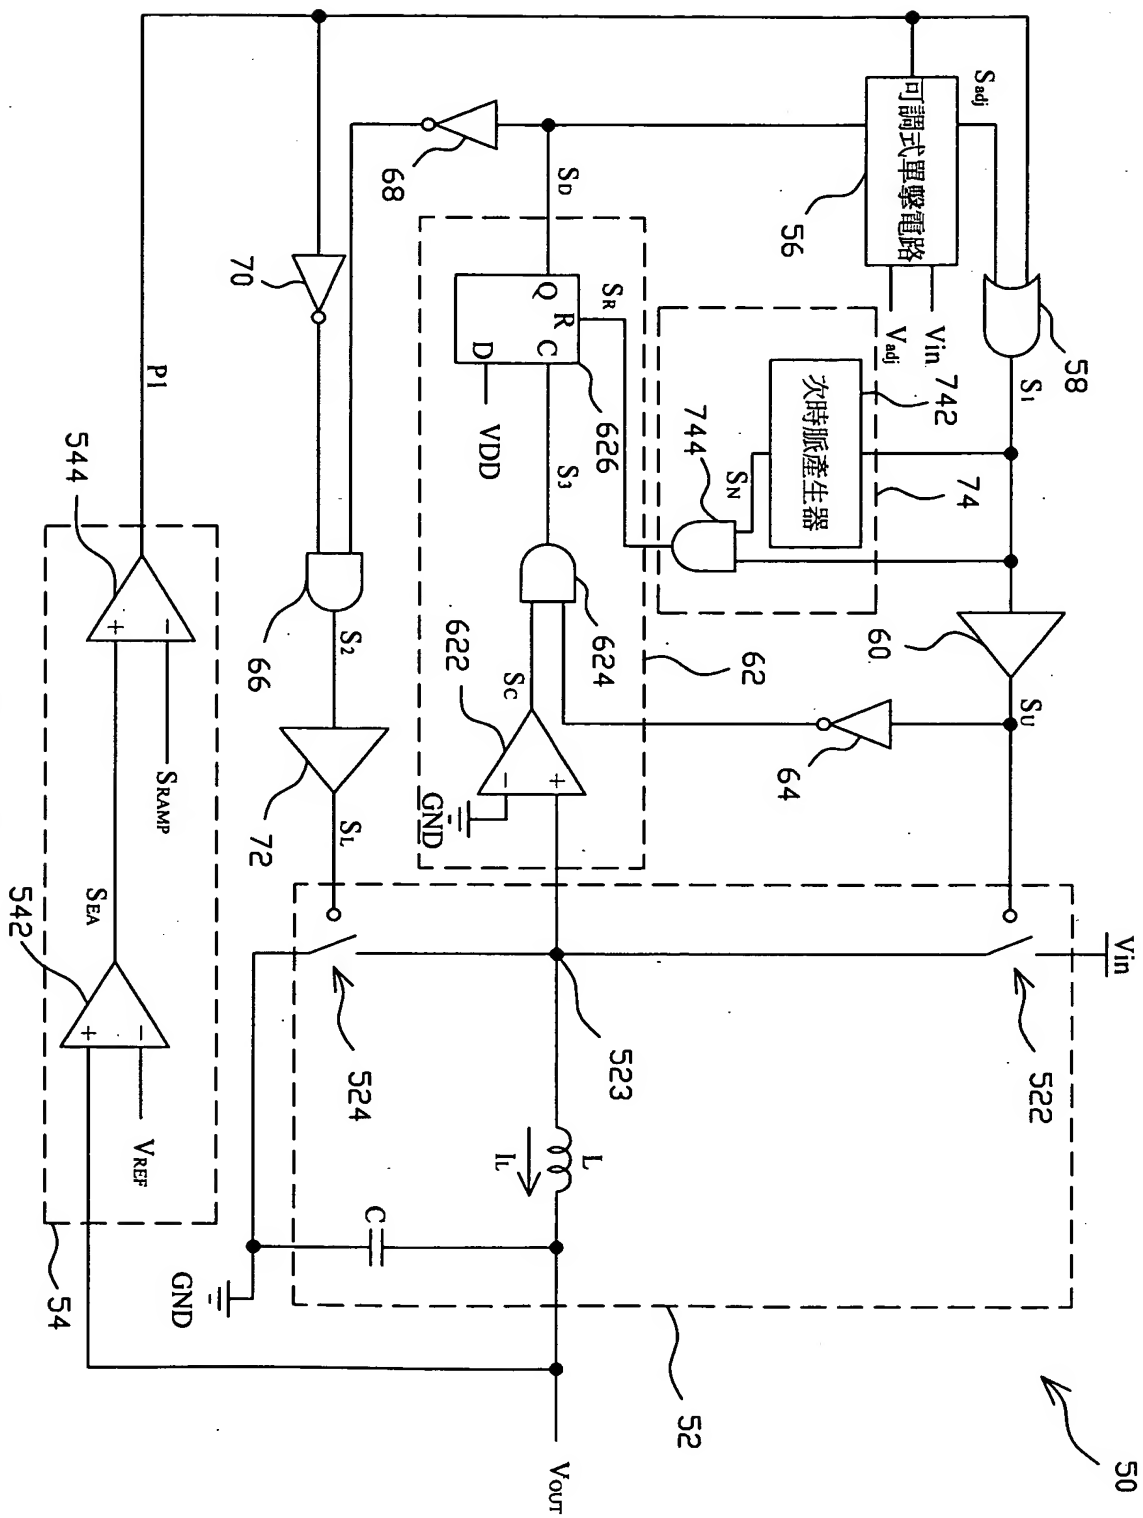 50
Vin
522
523
524
52
L
IL
C
GND
VOUT
58
S1
60
SU
64
Sadj
可調式單擊電路
56
Vin
Vadj
742
次時脈產生器
74
744
SN
SR
SD
Q
R
C
D
VDD
626
S3
624
62
622
SC
+
−
GND
68
70
66
S2
72
SL
P1
544
−
+
SRAMP
SEA
542
−
+
VREF
54